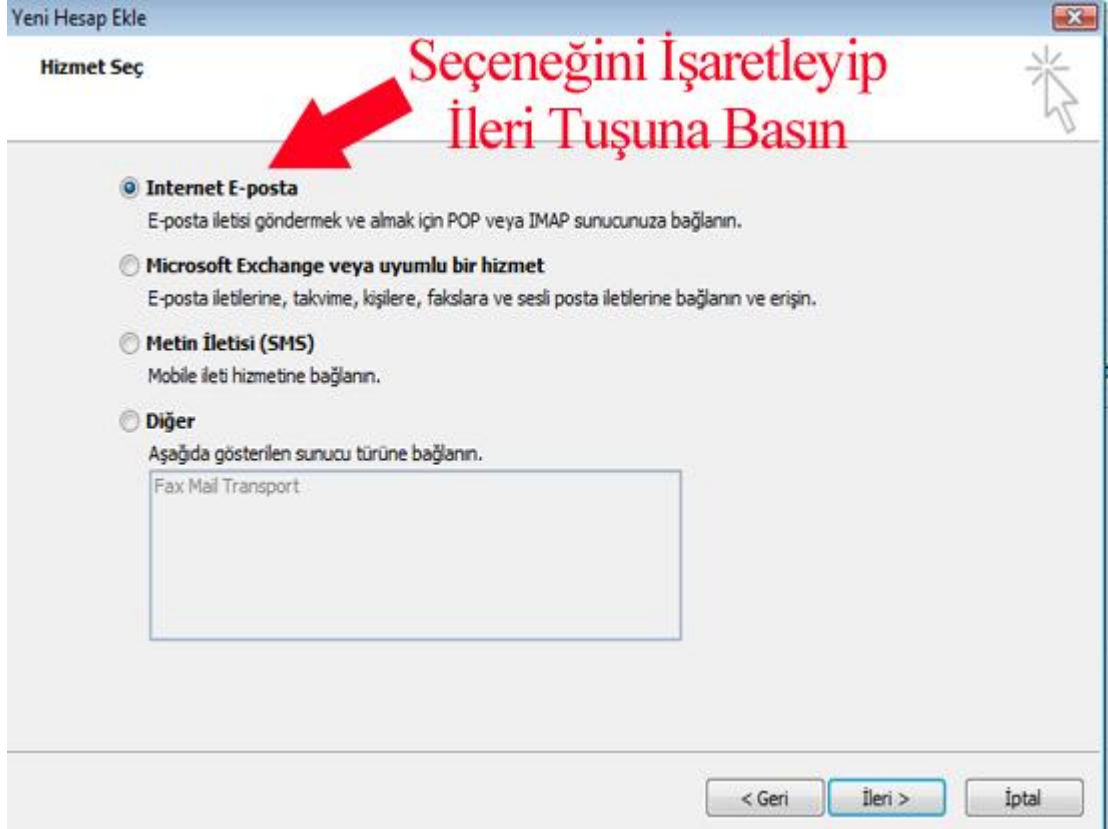 Yeni Hesap Ekle
Hizmet Seç
Seçeneğini İşaretleyip
İleri Tuşuna Basın
Internet E-posta
E-posta iletisi göndermek ve almak için POP veya IMAP sunucunuza bağlanın.
Microsoft Exchange veya uyumlu bir hizmet
E-posta iletilerine, takvime, kişilere, fakslara ve sesli posta iletilerine bağlanın ve erişin.
Metin İletisi (SMS)
Mobile ileti hizmetine bağlanın.
Diğer
Aşağıda gösterilen sunucu türüne bağlanın.
Fax Mail Transport
< Geri
İleri >
İptal